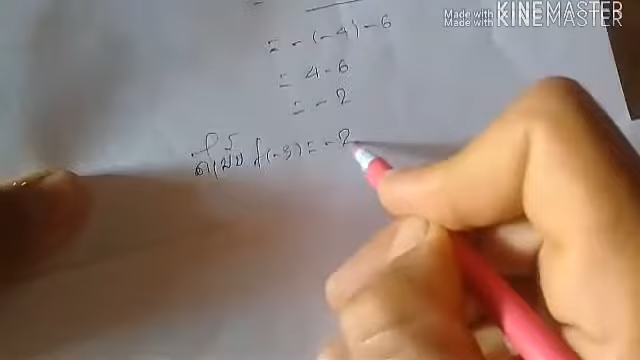 Made with KINEMASTER
= - (-4) - 6
= 4 - 6
= - 2
ดังนั้น f(-3) = -2